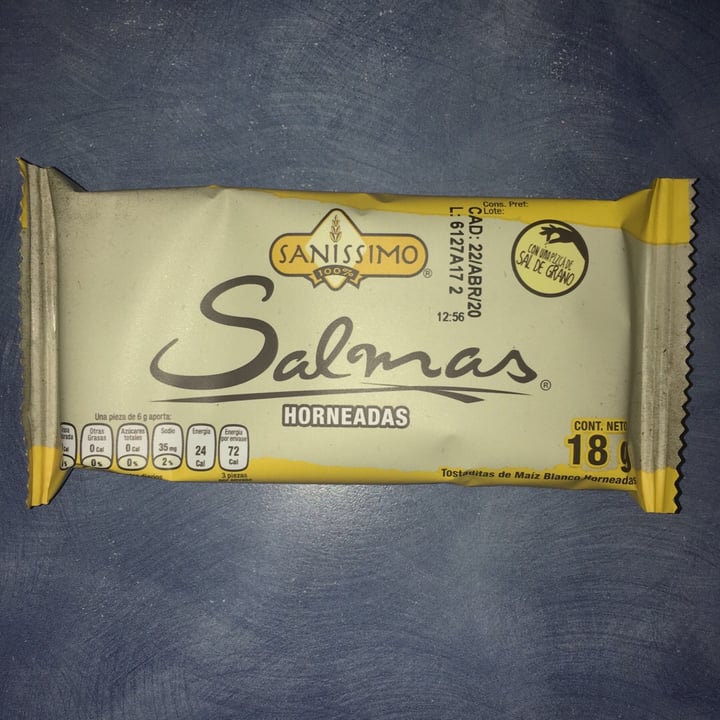 SANISSIMO
100%
®
Cons. Pref:
Lote:
CAD: 22/ABR/20
L: 6127A17 2
12:56
CON UNA PIZCA DE
SAL DE GRANO
Salmas®
HORNEADAS
Una pieza de 6 g aporta:
Otras Grasas 0 Cal 0 %
Azúcares totales 0 Cal 0 %
Sodio 35 mg 2 %
Energía 24 Cal
Energía por envase 72 Cal
3 piezas
CONT. NETO
18 g
Tostaditas de Maíz Blanco Horneadas